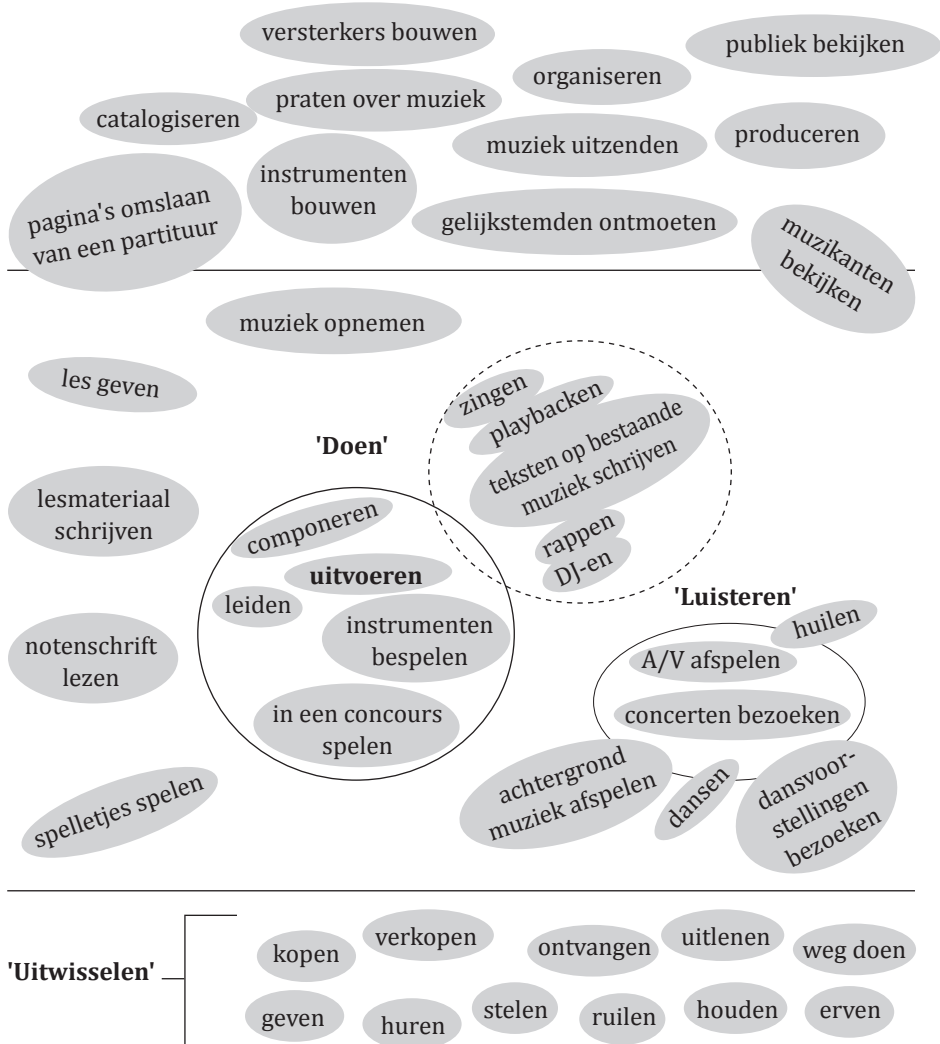 versterkers bouwen
publiek bekijken
organiseren
praten over muziek
catalogiseren
muziek uitzenden
produceren
instrumenten
bouwen
pagina's omslaan
van een partituur
gelijkstemden ontmoeten
muzikanten
bekijken
muziek opnemen
les geven
zingen
playbacken
teksten op bestaande
muziek schrijven
rappen
DJ-en
'Doen'
lesmateriaal
schrijven
componeren
uitvoeren
leiden
instrumenten
bespelen
in een concours
spelen
'Luisteren'
huilen
A/V afspelen
concerten bezoeken
achtergrond
muziek afspelen
dansen
dansvoor-
stellingen
bezoeken
notenschrift
lezen
spelletjes spelen
'Uitwisselen'
kopen
verkopen
ontvangen
uitlenen
weg doen
geven
huren
stelen
ruilen
houden
erven